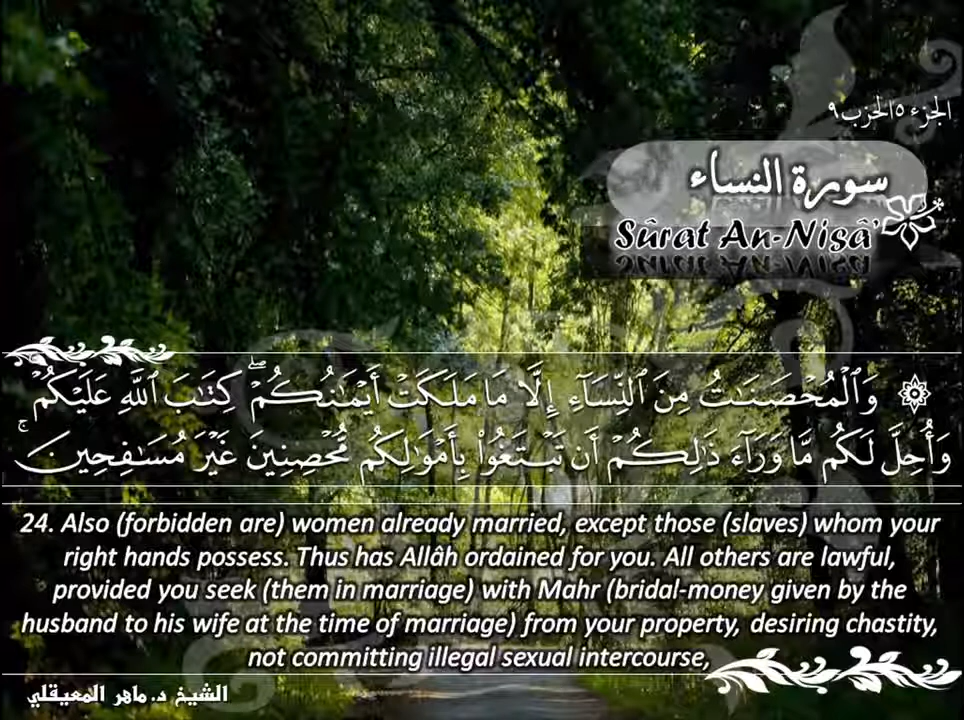 الجزء ٥ الحزب ٩
سورة النساء
Sûrat An-Nisâ'
وَٱلْمُحْصَنَـٰتُ مِنَ ٱلنِّسَآءِ إِلَّا مَا مَلَكَتْ أَيْمَـٰنُكُمْ ۖ كِتَـٰبَ ٱللَّهِ عَلَيْكُمْ ۚ
وَأُحِلَّ لَكُم مَّا وَرَآءَ ذَٰلِكُمْ أَن تَبْتَغُوا۟ بِأَمْوَٰلِكُم مُّحْصِنِينَ غَيْرَ مُسَـٰفِحِينَ ۚ
24. Also (forbidden are) women already married, except those (slaves) whom your
right hands possess. Thus has Allâh ordained for you. All others are lawful,
provided you seek (them in marriage) with Mahr (bridal-money given by the
husband to his wife at the time of marriage) from your property, desiring chastity,
not committing illegal sexual intercourse,
الشيخ د. ماهر المعيقلي